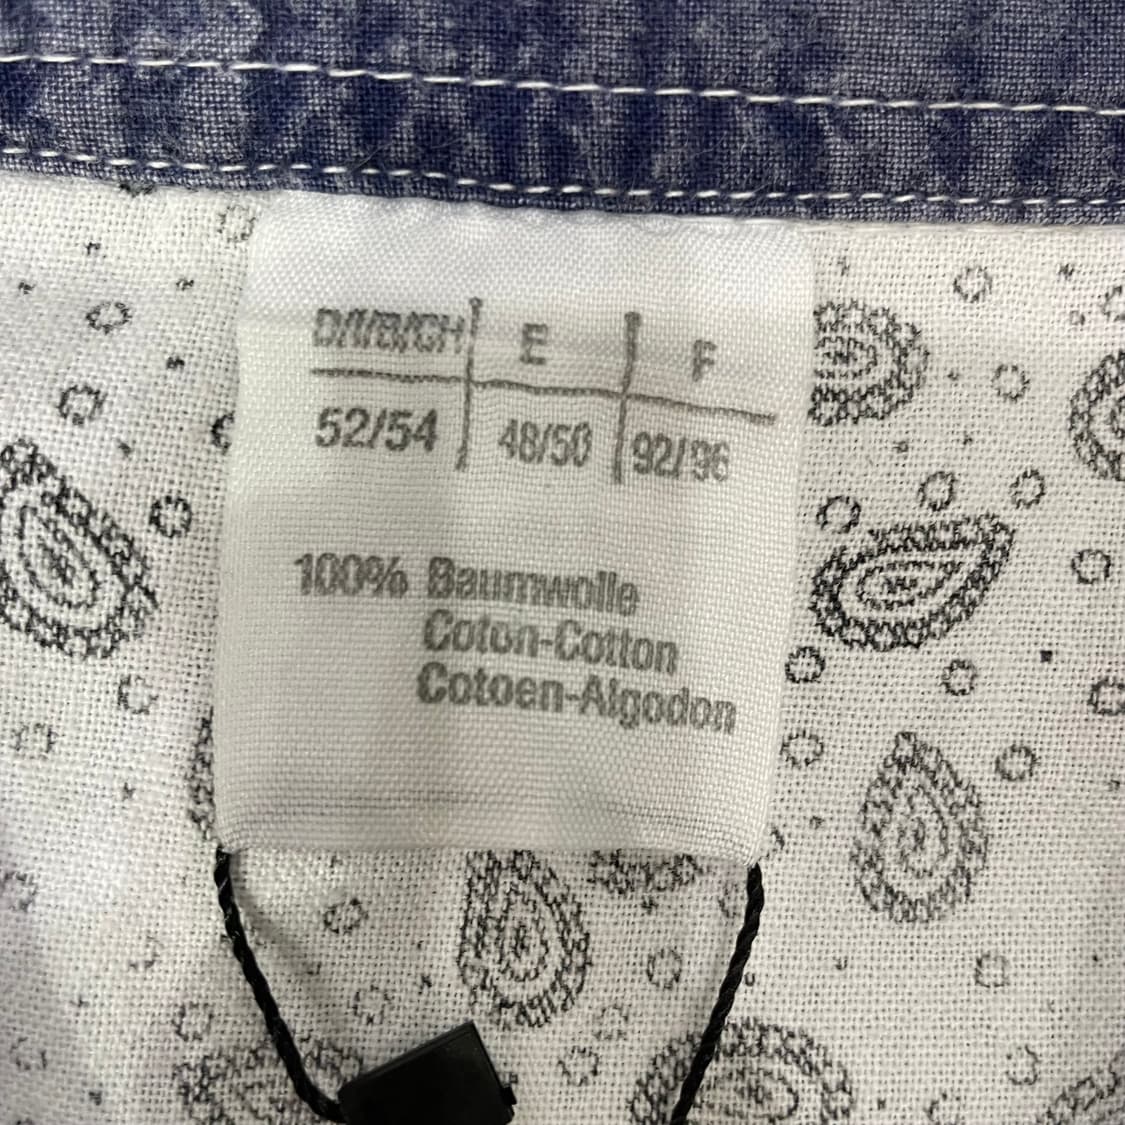 D/I/B/CH E F
52/54 48/50 92/96
100% Baumwolle
Coton-Cotton
Cotoen-Algodon